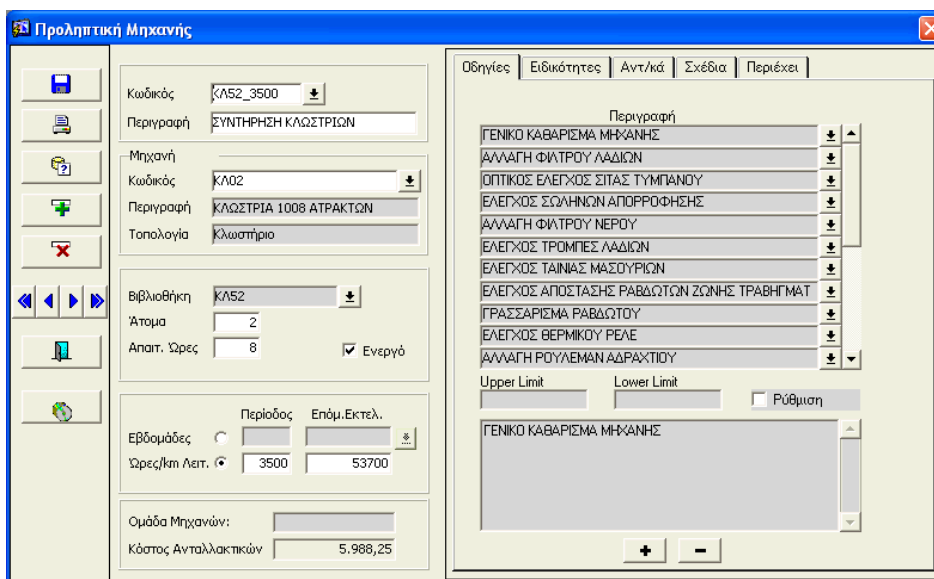 Προληπτική Μηχανής
Κωδικός ΚΛ52_3500
Περιγραφή ΣΥΝΤΗΡΗΣΗ ΚΛΩΣΤΡΙΩΝ
Μηχανή
Κωδικός ΚΛ02
Περιγραφή ΚΛΩΣΤΡΙΑ 1008 ΑΤΡΑΚΤΩΝ
Τοπολογία Κλωστήριο
Βιβλιοθήκη ΚΛ52
Άτομα 2
Απαιτ. Ώρες 8 Ενεργό
Περίοδος Επόμ.Εκτελ.
Εβδομάδες
Ώρες/km Λειτ. 3500 53700
Ομάδα Μηχανών:
Κόστος Ανταλλακτικών 5.988,25
Οδηγίες Ειδικότητες Αντ/κά Σχέδια Περιέχει
Περιγραφή
ΓΕΝΙΚΟ ΚΑΘΑΡΙΣΜΑ ΜΗΧΑΝΗΣ
ΑΛΛΑΓΗ ΦΙΛΤΡΟΥ ΛΑΔΙΩΝ
ΟΠΤΙΚΟΣ ΕΛΕΓΧΟΣ ΣΙΤΑΣ ΤΥΜΠΑΝΟΥ
ΕΛΕΓΧΟΣ ΣΩΛΗΝΩΝ ΑΠΟΡΡΟΦΗΣΗΣ
ΑΛΛΑΓΗ ΦΙΛΤΡΟΥ ΝΕΡΟΥ
ΕΛΕΓΧΟΣ ΤΡΟΜΠΕΣ ΛΑΔΙΩΝ
ΕΛΕΓΧΟΣ ΤΑΙΝΙΑΣ ΜΑΣΟΥΡΙΩΝ
ΕΛΕΓΧΟΣ ΑΠΟΣΤΑΣΗΣ ΡΑΒΔΩΤΩΝ ΖΩΝΗΣ ΤΡΑΒΗΓΜΑΤ
ΓΡΑΣΣΑΡΙΣΜΑ ΡΑΒΔΩΤΟΥ
ΕΛΕΓΧΟΣ ΘΕΡΜΙΚΟΥ ΡΕΛΕ
ΑΛΛΑΓΗ ΡΟΥΛΕΜΑΝ ΑΔΡΑΧΤΙΟΥ
Upper Limit Lower Limit
Ρύθμιση
ΓΕΝΙΚΟ ΚΑΘΑΡΙΣΜΑ ΜΗΧΑΝΗΣ